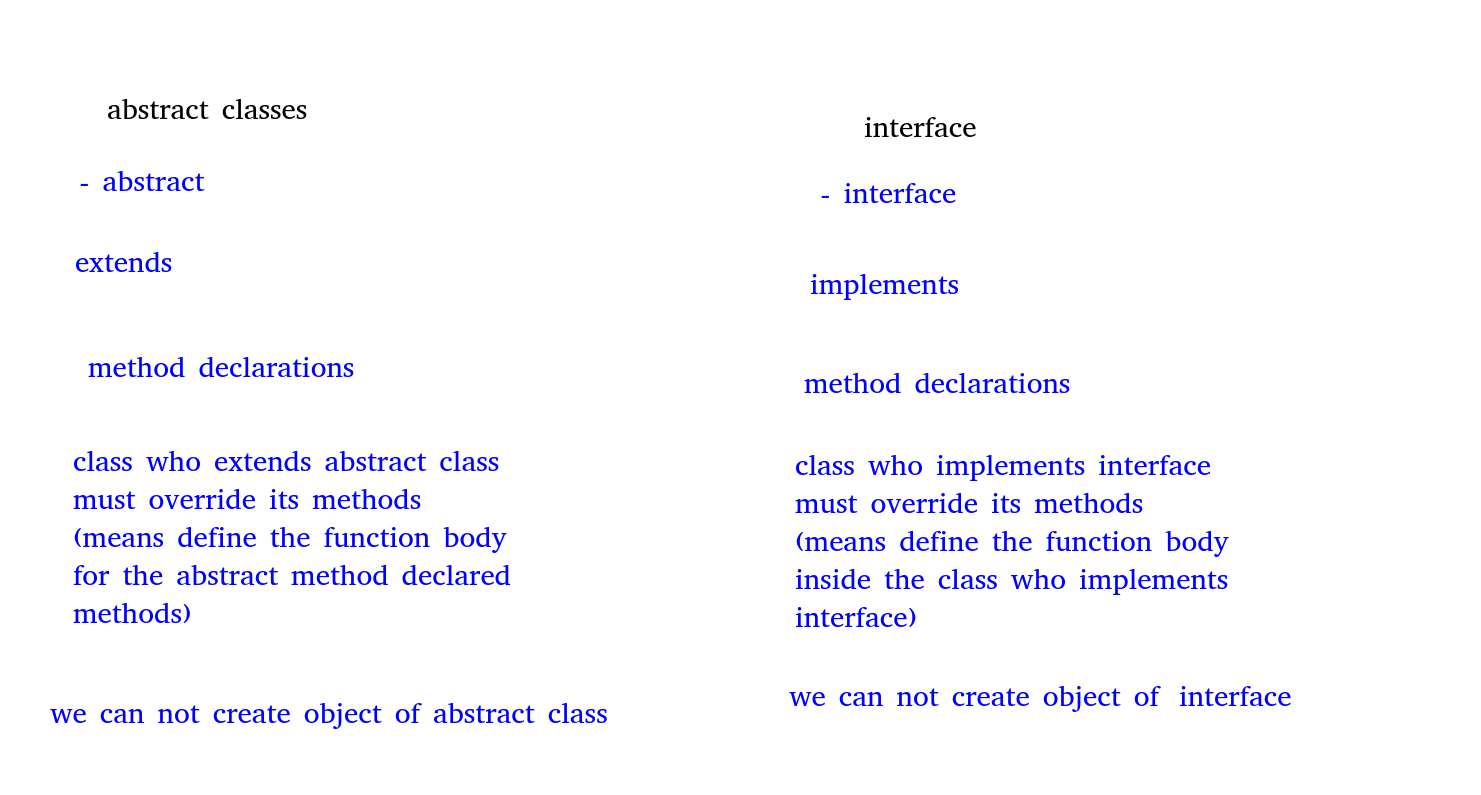 abstract classes
- abstract
extends
method declarations
class who extends abstract class
must override its methods
(means define the function body
for the abstract method declared
methods)
we can not create object of abstract class
interface
- interface
implements
method declarations
class who implements interface
must override its methods
(means define the function body
inside the class who implements
interface)
we can not create object of interface